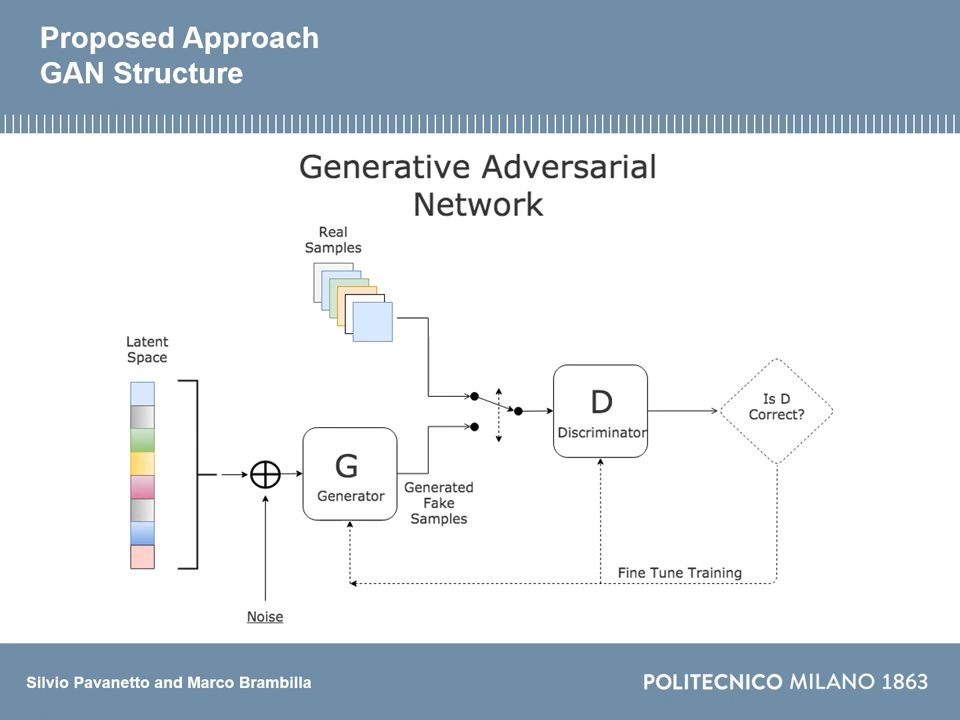 Proposed Approach
GAN Structure
Generative Adversarial
Network
Real
Samples
Latent
Space
D
Discriminator
Is D
Correct?
G
Generator
Generated
Fake
Samples
Fine Tune Training
Noise
Silvio Pavanetto and Marco Brambilla
POLITECNICO MILANO 1863